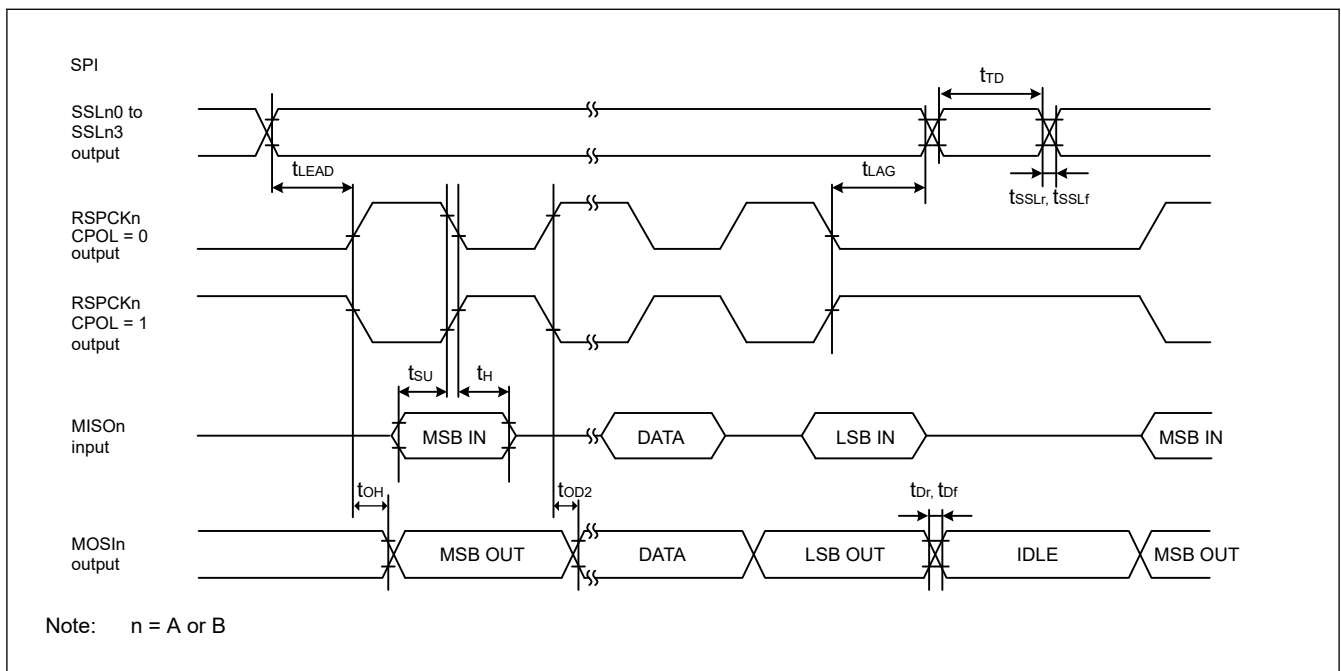 SPI
tTD
SSLn0 to
SSLn3
output
tLEAD
tLAG
tSSLr, tSSLf
RSPCKn
CPOL = 0
output
RSPCKn
CPOL = 1
output
tSU
tH
MISOn
input
MSB IN
DATA
LSB IN
MSB IN
tOH
tOD2
tDr, tDf
MOSIn
output
MSB OUT
DATA
LSB OUT
IDLE
MSB OUT
Note: n = A or B